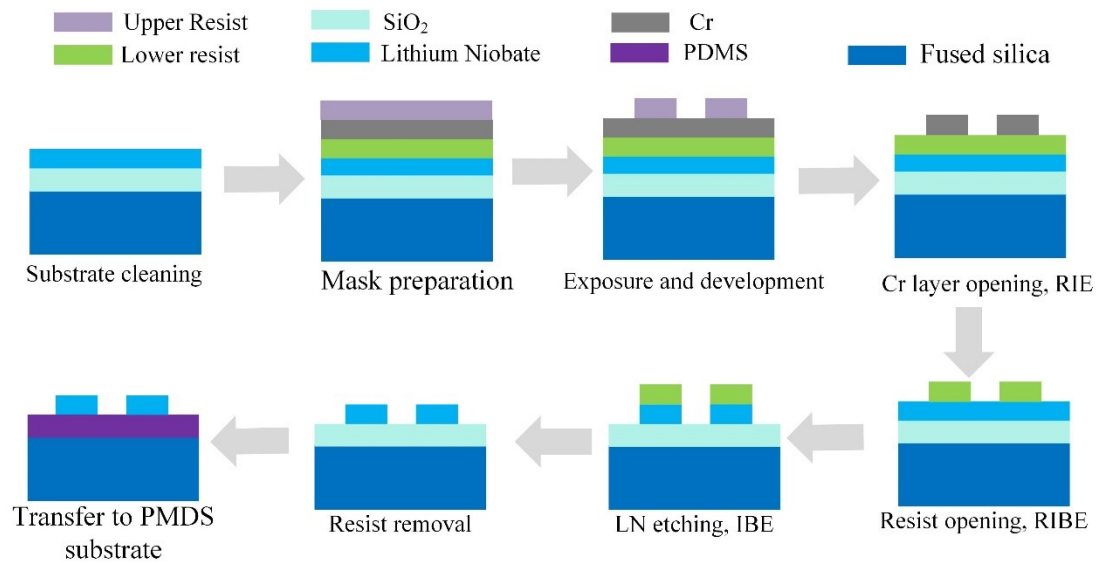 Upper Resist
SiO₂
Cr
Lower resist
Lithium Niobate
PDMS
Fused silica
Substrate cleaning
Mask preparation
Exposure and development
Cr layer opening, RIE
Transfer to PMDS
substrate
Resist removal
LN etching, IBE
Resist opening, RIBE